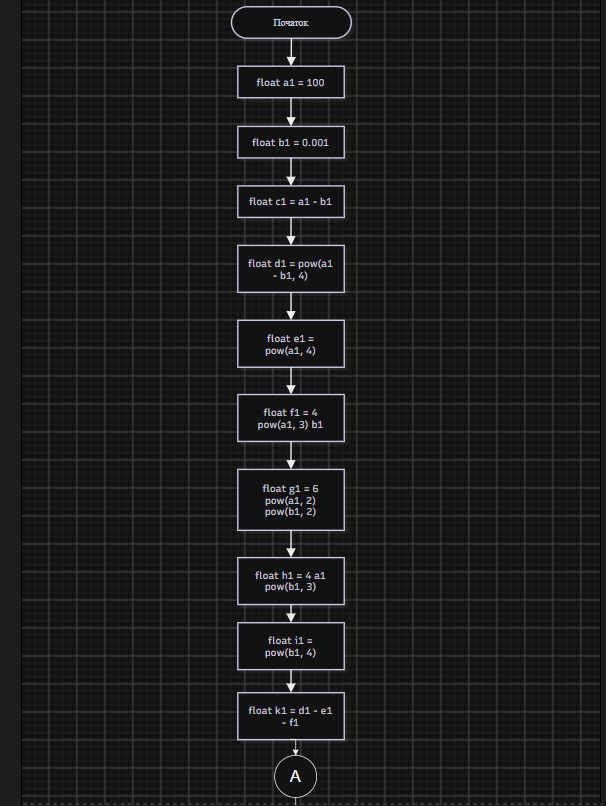 Початок
float a1 = 100
float b1 = 0.001
float c1 = a1 - b1
float d1 = pow(a1
- b1, 4)
float e1 =
pow(a1, 4)
float f1 = 4
pow(a1, 3) b1
float g1 = 6
pow(a1, 2)
pow(b1, 2)
float h1 = 4 a1
pow(b1, 3)
float i1 =
pow(b1, 4)
float k1 = d1 - e1
- f1
A